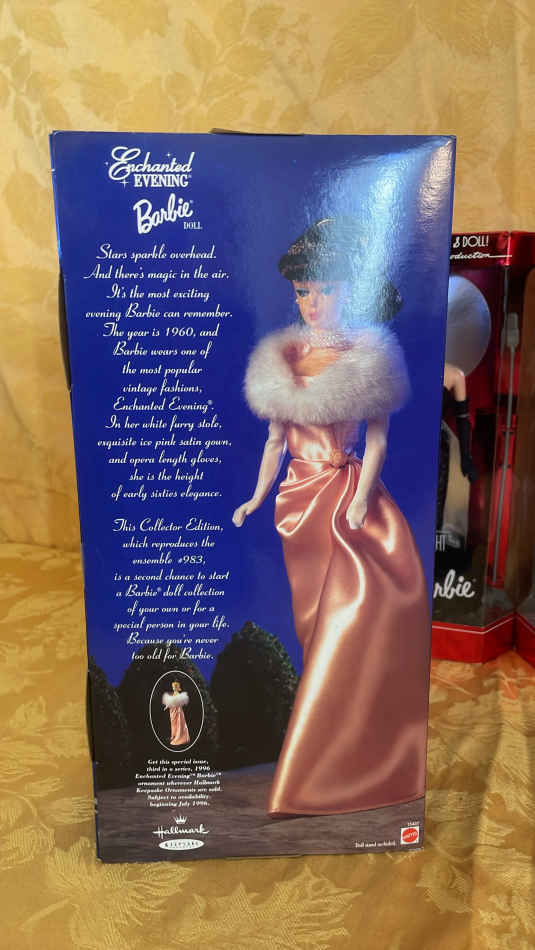 Enchanted
EVENING®
Barbie®
DOLL
Stars sparkle overhead.
And there's magic in the air.
It's the most exciting
evening Barbie can remember.
The year is 1960, and
Barbie wears one of
the most popular
vintage fashions,
Enchanted Evening®.
In her white furry stole,
exquisite ice pink satin gown,
and opera length gloves,
she is the height
of early sixties elegance.
This Collector Edition,
which reproduces the
ensemble #983,
is a second chance to start
a Barbie® doll collection
of your own or for a
special person in your life.
Because you're never
too old for Barbie.
Get this special issue,
third in a series, 1996
Enchanted Evening™ Barbie™
ornament wherever Hallmark
Keepsake Ornaments are sold.
Subject to availability,
beginning July 1996.
Hallmark
KEEPSAKE
Doll stand included.
MATTEL
& DOLL!
oduction
HT
rbie®